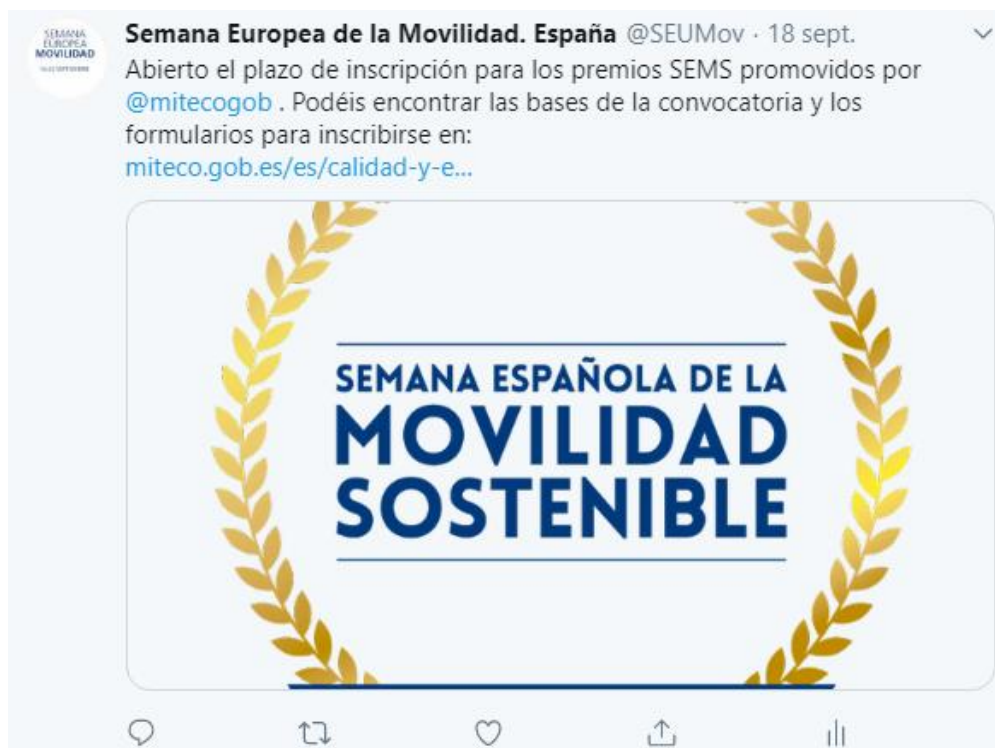 SEMANA
EUROPEA
MOVILIDAD
Semana Europea de la Movilidad. España @SEUMov · 18 sept.
Abierto el plazo de inscripción para los premios SEMS promovidos por
@mitecogob . Podéis encontrar las bases de la convocatoria y los
formularios para inscribirse en:
miteco.gob.es/es/calidad-y-e...
SEMANA ESPAÑOLA DE LA
MOVILIDAD
SOSTENIBLE